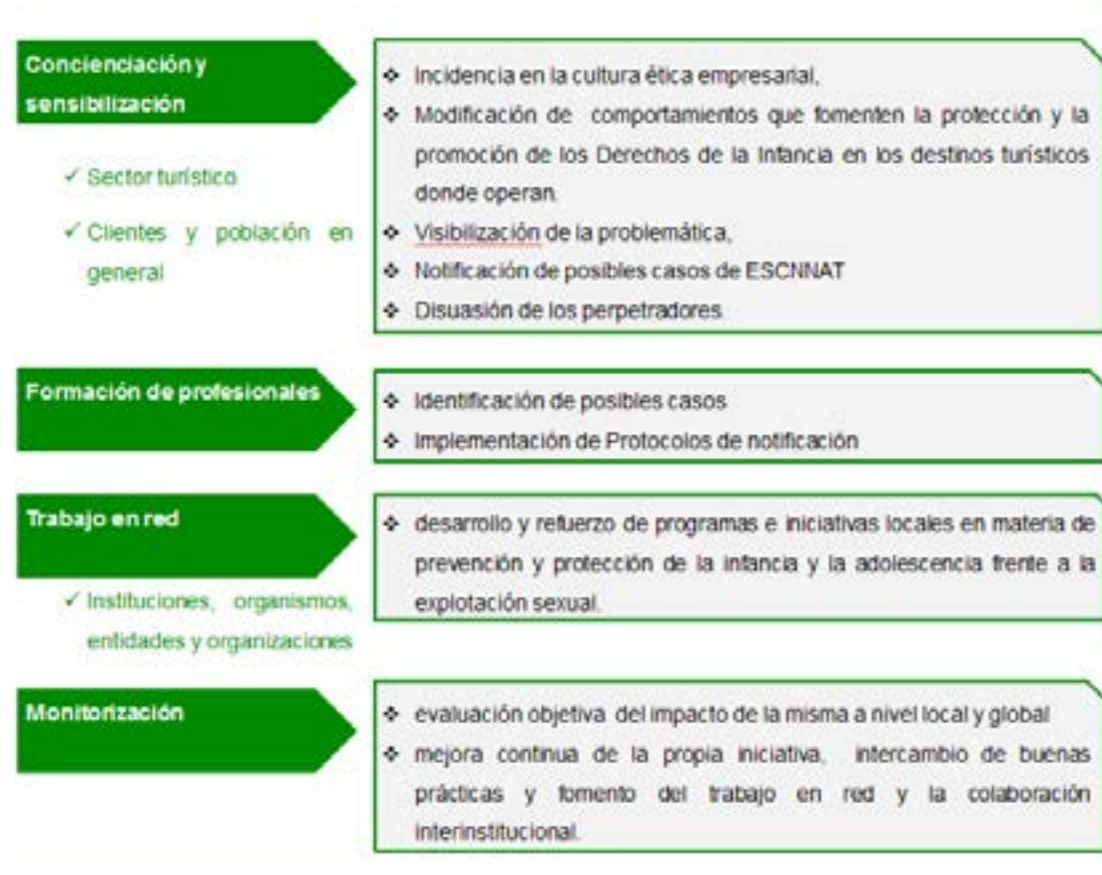 Concienciación y
sensibilización
✓ Sector turístico
✓ Clientes y población en
general
❖ Incidencia en la cultura ética empresarial,
❖ Modificación de comportamientos que fomenten la protección y la
promoción de los Derechos de la Infancia en los destinos turísticos
donde operan.
❖ Visibilización de la problemática,
❖ Notificación de posibles casos de ESCNNAT
❖ Disuasión de los perpetradores
Formación de profesionales
❖ Identificación de posibles casos
❖ Implementación de Protocolos de notificación
Trabajo en red
✓ Instituciones, organismos,
entidades y organizaciones
❖ desarrollo y refuerzo de programas e iniciativas locales en materia de
prevención y protección de la infancia y la adolescencia frente a la
explotación sexual.
Monitorización
❖ evaluación objetiva del impacto de la misma a nivel local y global
❖ mejora continua de la propia iniciativa, intercambio de buenas
prácticas y fomento del trabajo en red y la colaboración
interinstitucional.